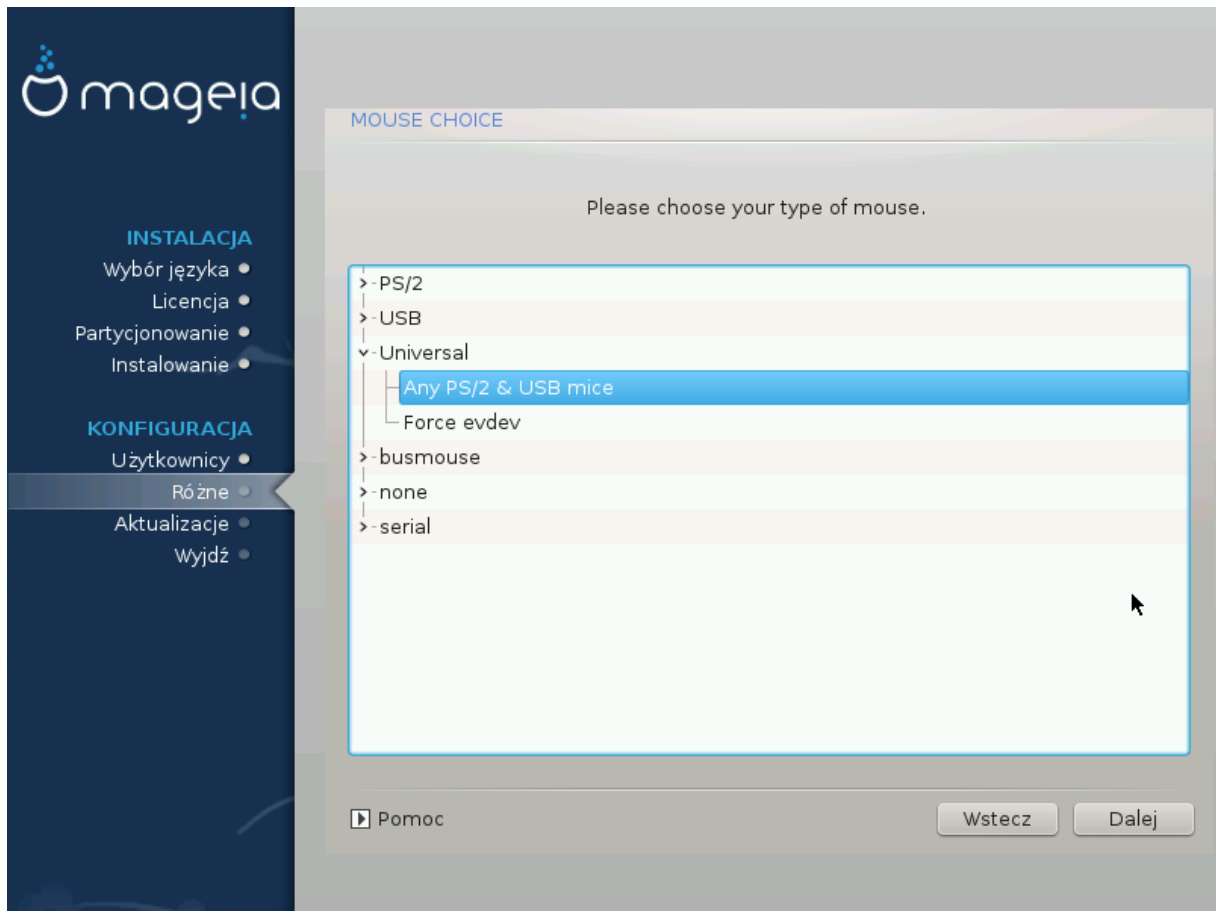 mageia
INSTALACJA
Wybór języka
Licencja
Partycjonowanie
Instalowanie
KONFIGURACJA
Użytkownicy
Różne
Aktualizacje
Wyjdź
MOUSE CHOICE
Please choose your type of mouse.
PS/2
USB
Universal
Any PS/2 & USB mice
Force evdev
busmouse
none
serial
Pomoc
Wstecz
Dalej